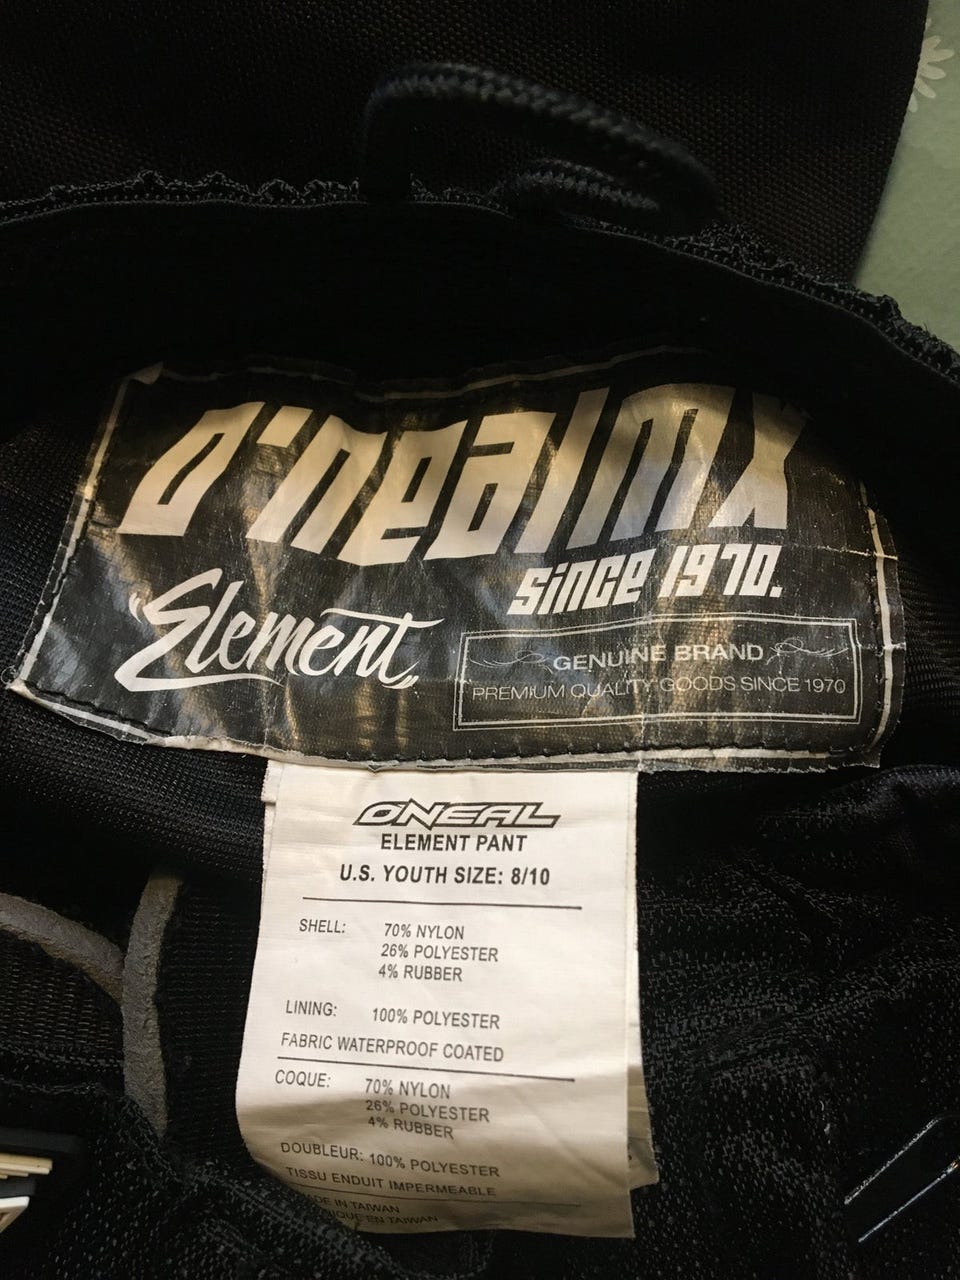 O'NEALMX
SINCE 1970.
"Element"
GENUINE BRAND
PREMIUM QUALITY GOODS SINCE 1970
ONEAL
ELEMENT PANT
U.S. YOUTH SIZE: 8/10
SHELL: 70% NYLON
26% POLYESTER
4% RUBBER
LINING: 100% POLYESTER
FABRIC WATERPROOF COATED
COQUE: 70% NYLON
26% POLYESTER
4% RUBBER
DOUBLEUR: 100% POLYESTER
TISSU ENDUIT IMPERMEABLE
MADE IN TAIWAN
EN TAIWAN